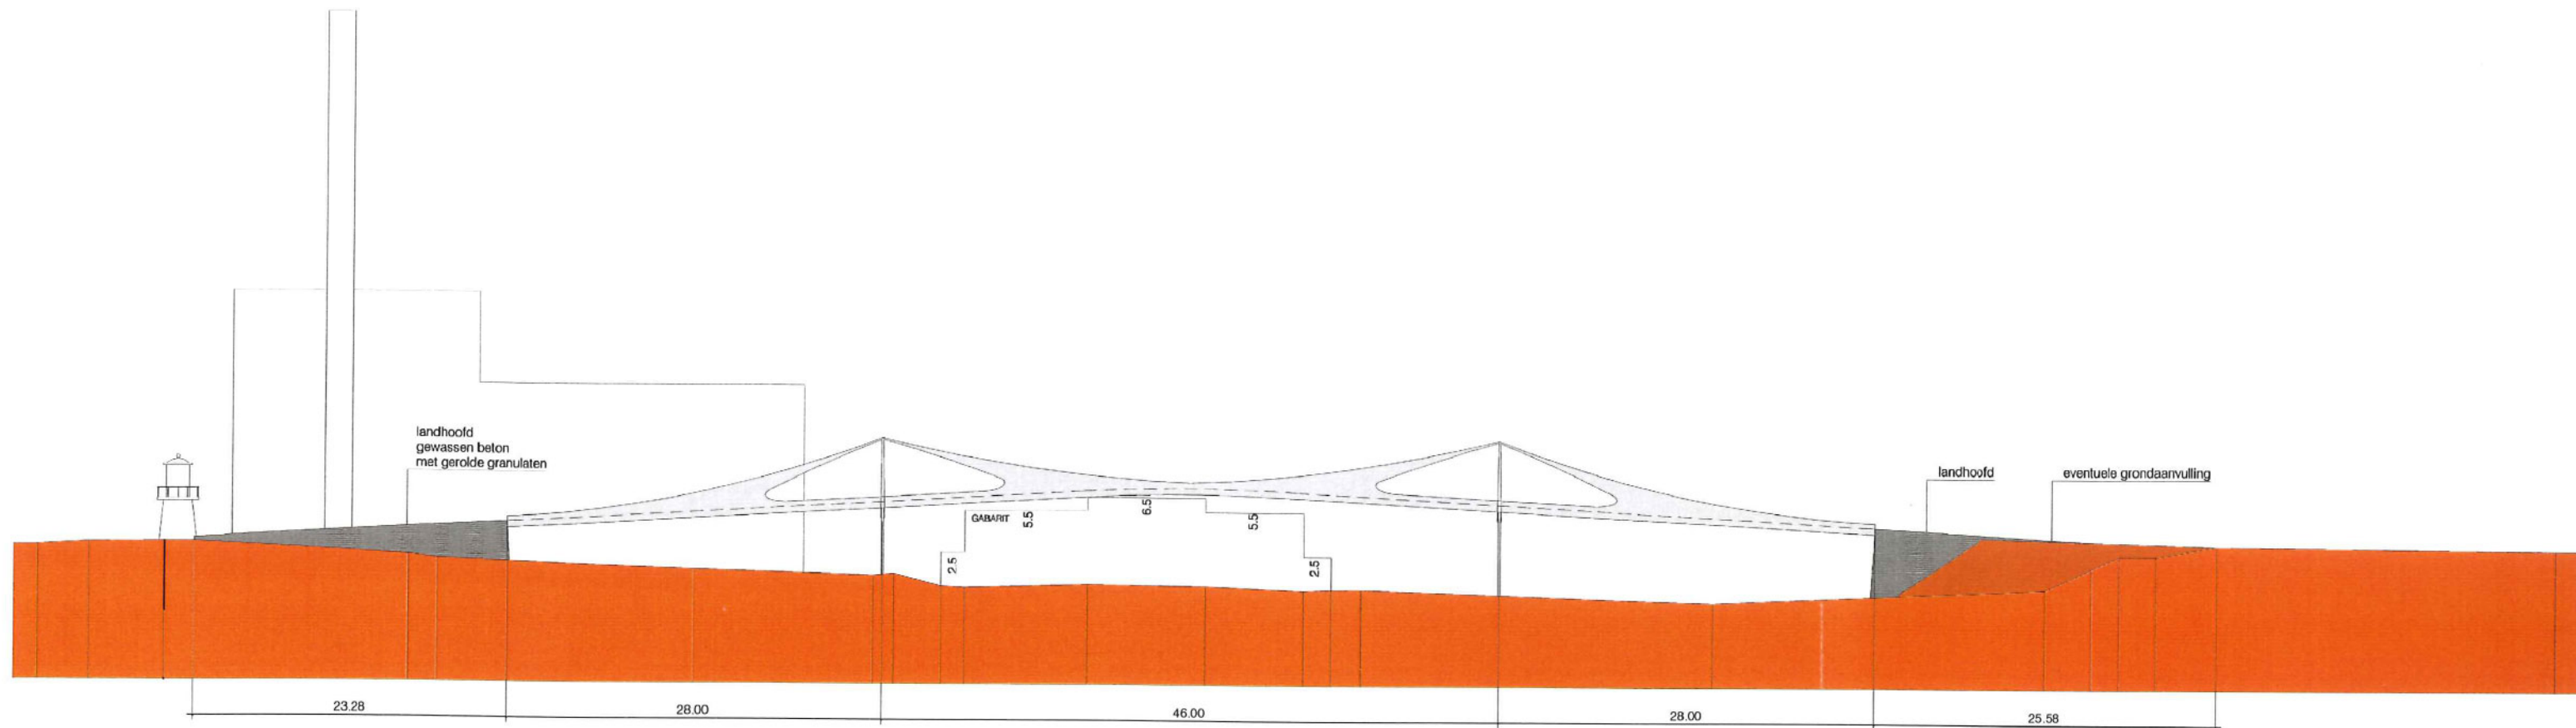 landhoofd
gewassen beton
met gerolde granulaten
landhoofd
eventuele grondaanvulling
GABARIT
5.5
6.5
5.5
2.5
2.5
23.28
28.00
46.00
28.00
25.58